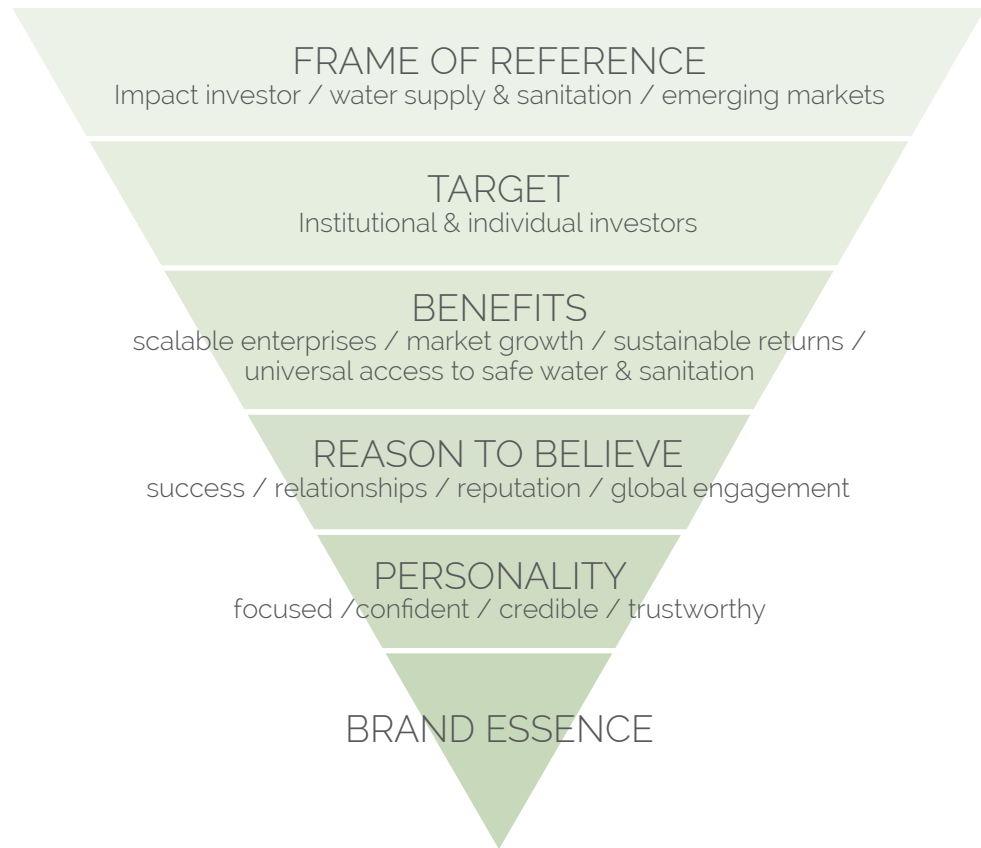 FRAME OF REFERENCE
Impact investor / water supply & sanitation / emerging markets
TARGET
Institutional & individual investors
BENEFITS
scalable enterprises / market growth / sustainable returns /
universal access to safe water & sanitation
REASON TO BELIEVE
success / relationships / reputation / global engagement
PERSONALITY
focused /confident / credible / trustworthy
BRAND ESSENCE